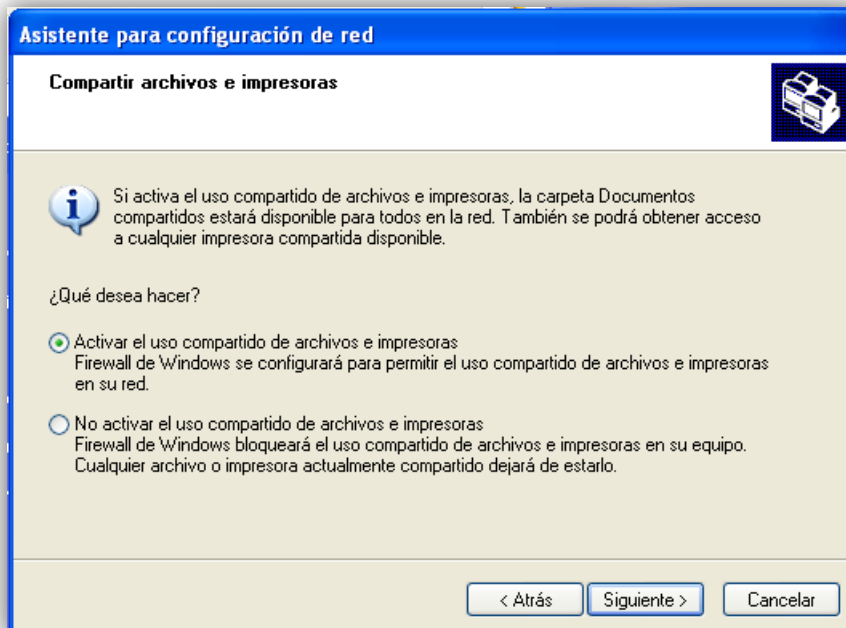 Asistente para configuración de red
Compartir archivos e impresoras
Si activa el uso compartido de archivos e impresoras, la carpeta Documentos
compartidos estará disponible para todos en la red. También se podrá obtener acceso
a cualquier impresora compartida disponible.
¿Qué desea hacer?
Activar el uso compartido de archivos e impresoras
Firewall de Windows se configurará para permitir el uso compartido de archivos e impresoras
en su red.
No activar el uso compartido de archivos e impresoras
Firewall de Windows bloqueará el uso compartido de archivos e impresoras en su equipo.
Cualquier archivo o impresora actualmente compartido dejará de estarlo.
< Atrás Siguiente > Cancelar